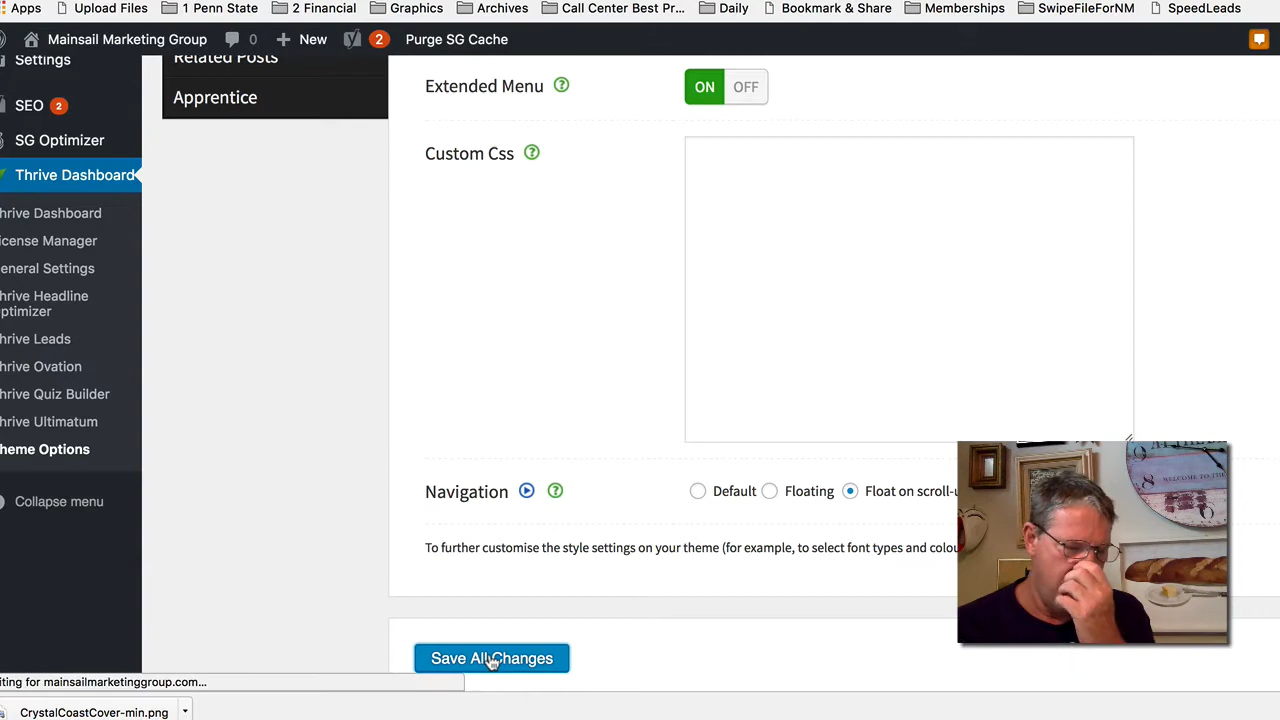 Apps Upload Files 1 Penn State 2 Financial Graphics Archives Call Center Best Pr... Daily Bookmark & Share Memberships SwipeFileForNM SpeedLeads
Mainsail Marketing Group 0 New 2 Purge SG Cache
Settings
Related Posts
SEO 2
Apprentice
SG Optimizer
Thrive Dashboard
hrive Dashboard
icense Manager
eneral Settings
hrive Headline
ptimizer
hrive Leads
hrive Ovation
hrive Quiz Builder
hrive Ultimatum
heme Options
Collapse menu
Extended Menu ? ON OFF
Custom Css ?
Navigation ? Default Floating Float on scroll-u
To further customise the style settings on your theme (for example, to select font types and colou
WELCOME TO THE
Save All Changes
iting for mainsailmarketinggroup.com...
CrystalCoastCover-min.png